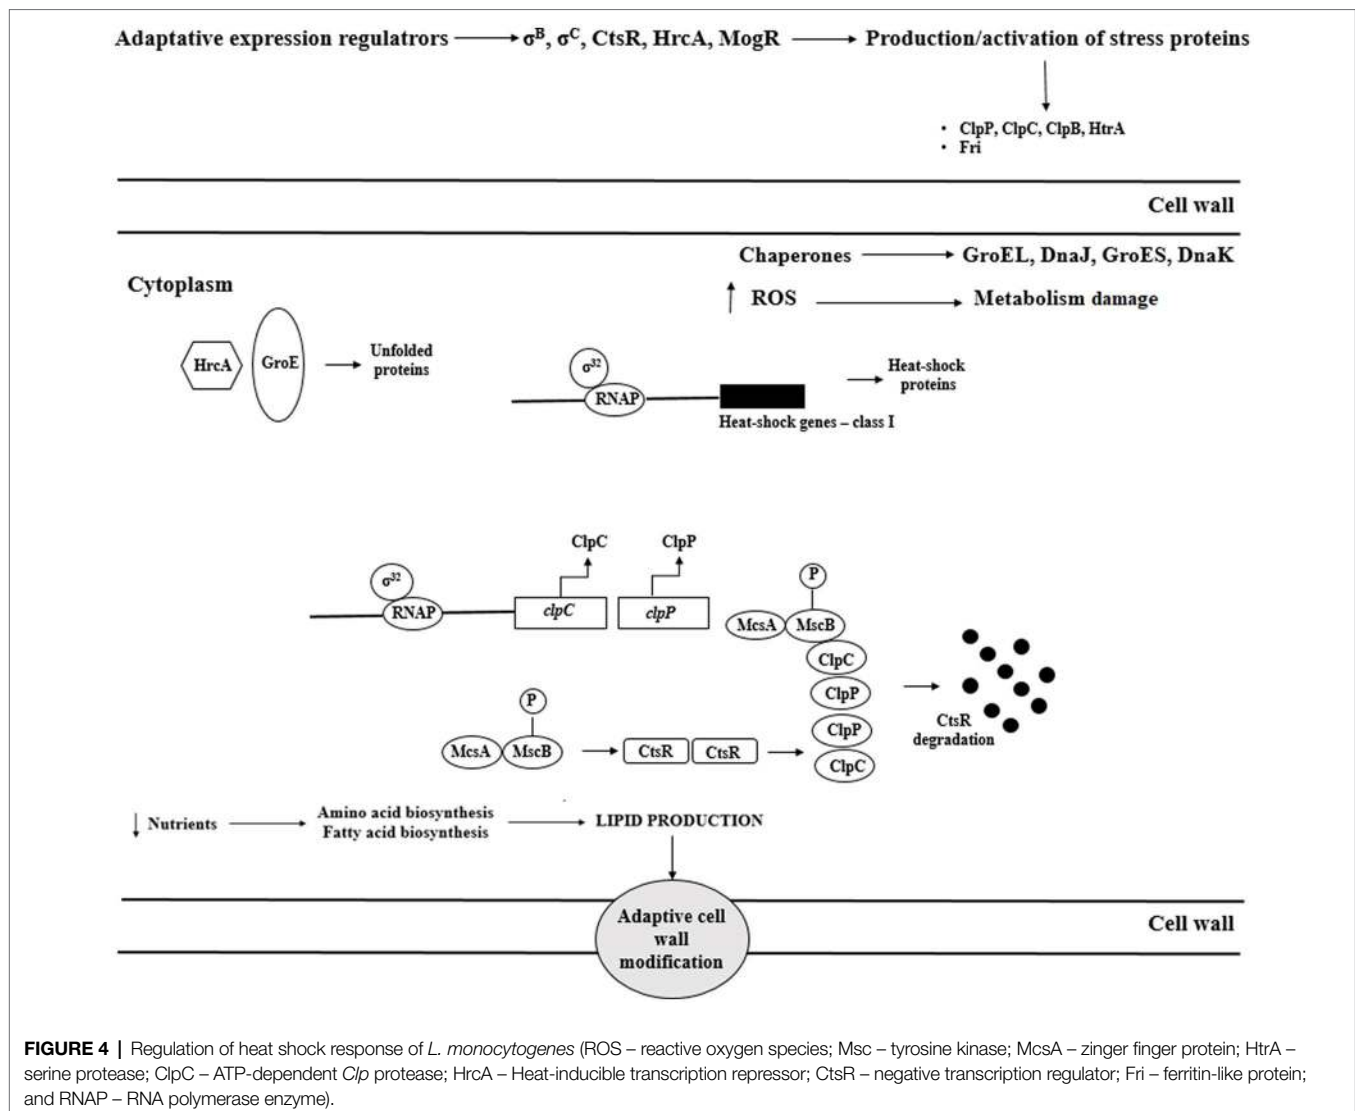 Adaptative expression regulatrors
σᴮ, σᶜ, CtsR, HrcA, MogR
Production/activation of stress proteins
• ClpP, ClpC, ClpB, HtrA
• Fri
Cell wall
Chaperones
GroEL, DnaJ, GroES, DnaK
Cytoplasm
ROS
Metabolism damage
HrcA
GroE
Unfolded
proteins
σ³²
RNAP
Heat-shock
proteins
Heat-shock genes – class I
ClpC
ClpP
σ³²
RNAP
clpC
clpP
P
McsA
MscB
ClpC
ClpP
ClpP
ClpC
CtsR
degradation
P
McsA
MscB
CtsR
CtsR
Nutrients
Amino acid biosynthesis
Fatty acid biosynthesis
LIPID PRODUCTION
Adaptive cell
wall
modification
Cell wall
FIGURE 4 | Regulation of heat shock response of L. monocytogenes (ROS – reactive oxygen species; Msc – tyrosine kinase; McsA – zinger finger protein; HtrA –
serine protease; ClpC – ATP-dependent Clp protease; HrcA – Heat-inducible transcription repressor; CtsR – negative transcription regulator; Fri – ferritin-like protein;
and RNAP – RNA polymerase enzyme).